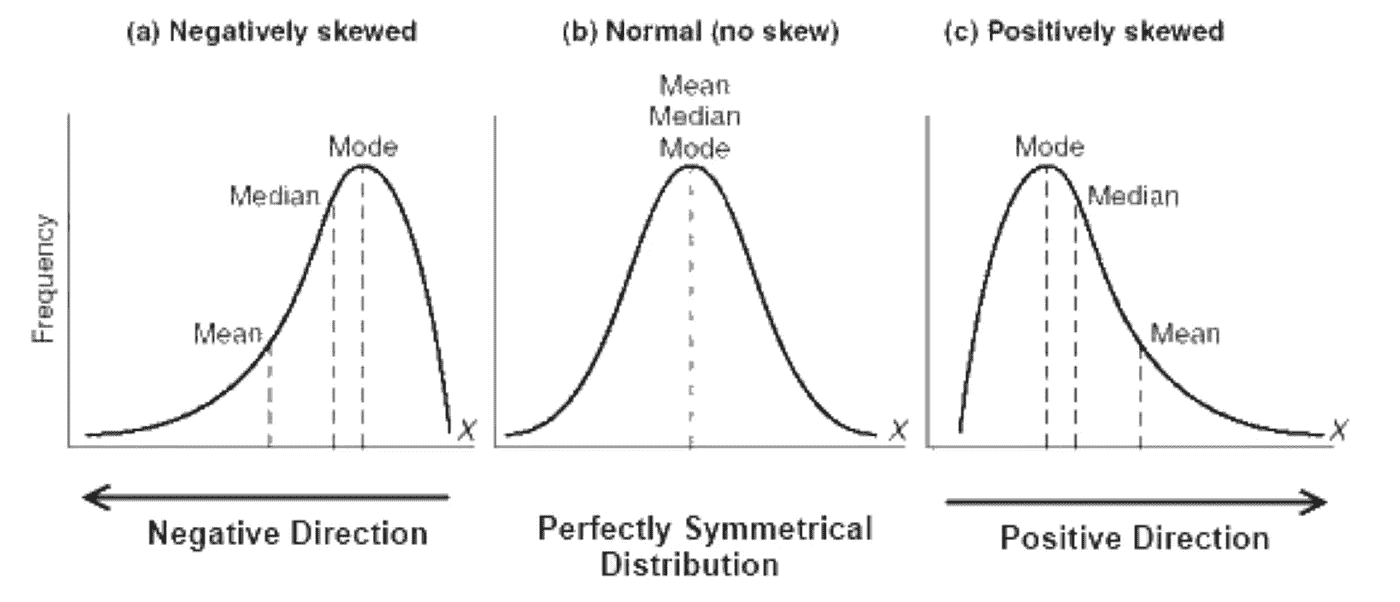 (a) Negatively skewed
(b) Normal (no skew)
(c) Positively skewed
Frequency
Mode
Median
Mean
X
Mean
Median
Mode
X
Mode
Median
Mean
X
Negative Direction
Perfectly Symmetrical
Distribution
Positive Direction